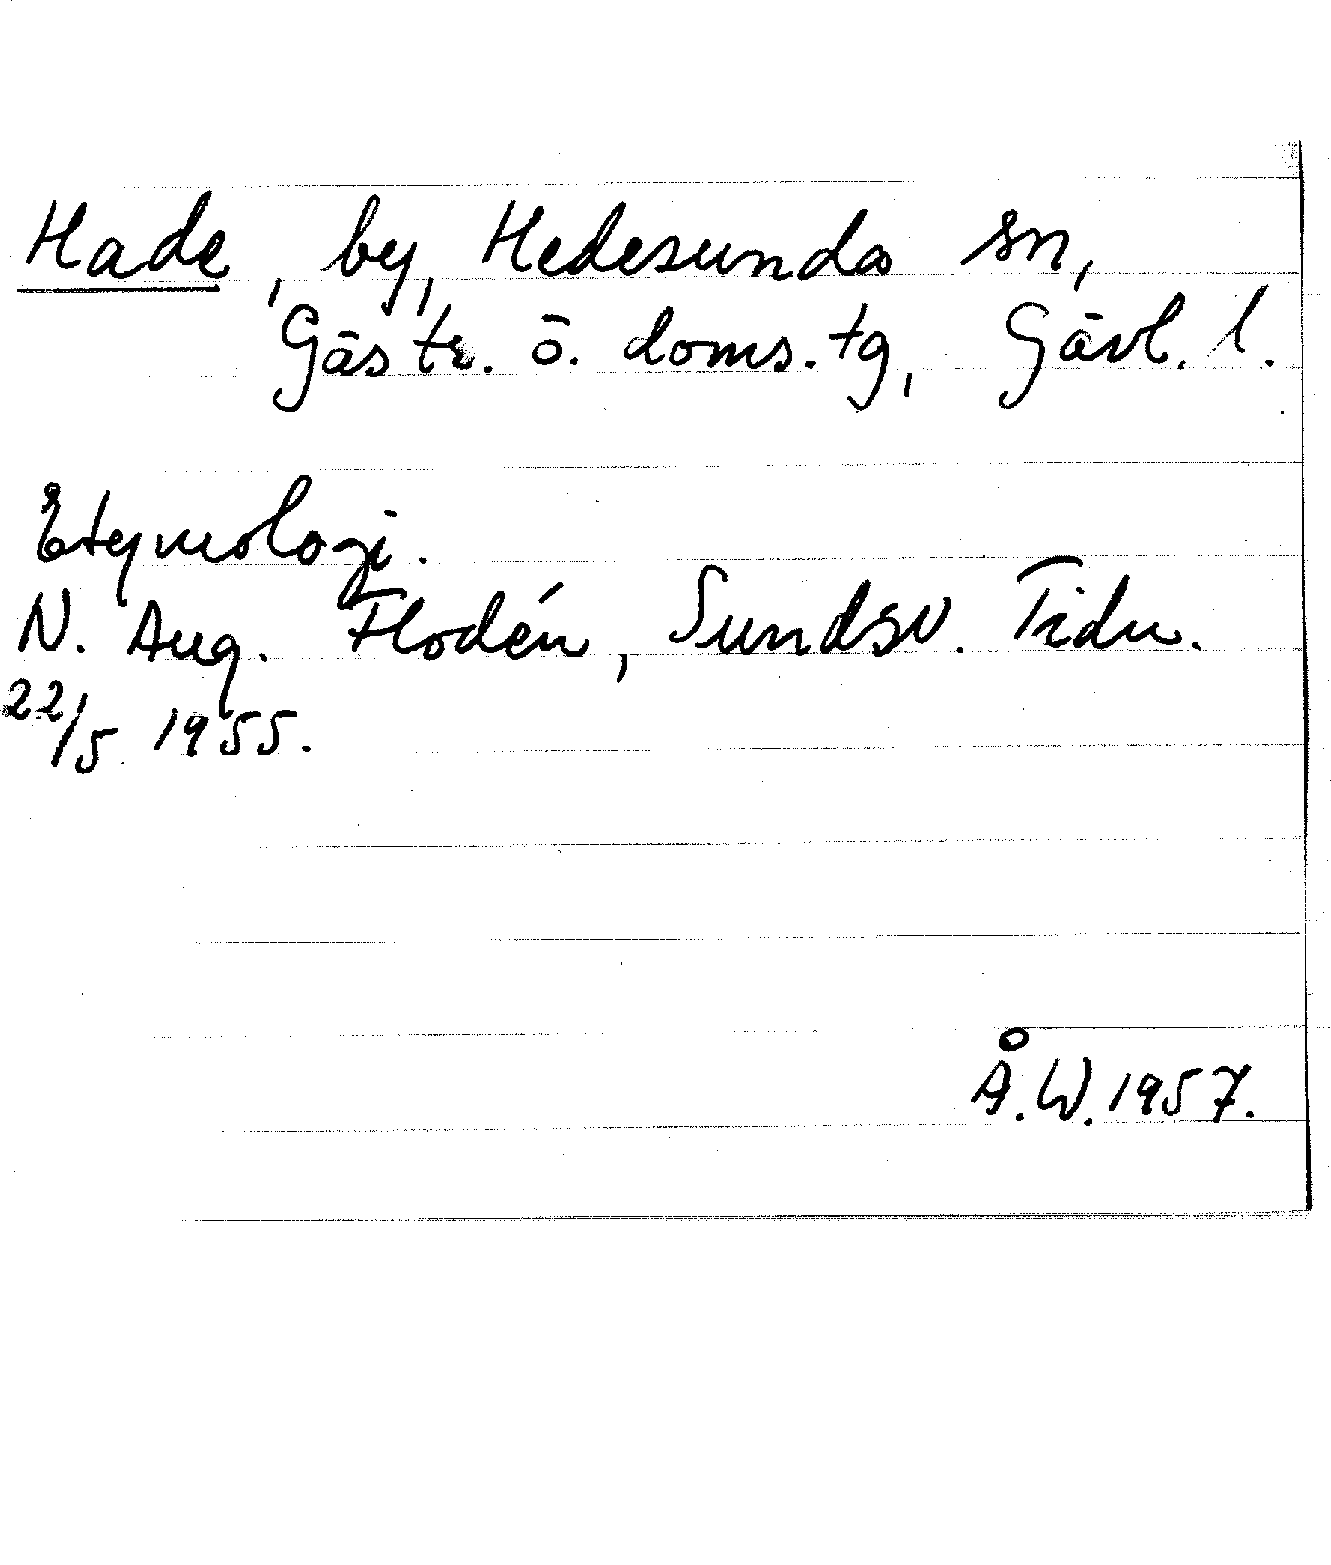 Hade, by, Hedesunda sn,
Gästr. ö. doms. tg, Gävl. l.
Etymologi.
N. Aug. Flodén, Sundsv. Tidn.
22/5 1955.
Å.W. 1957.